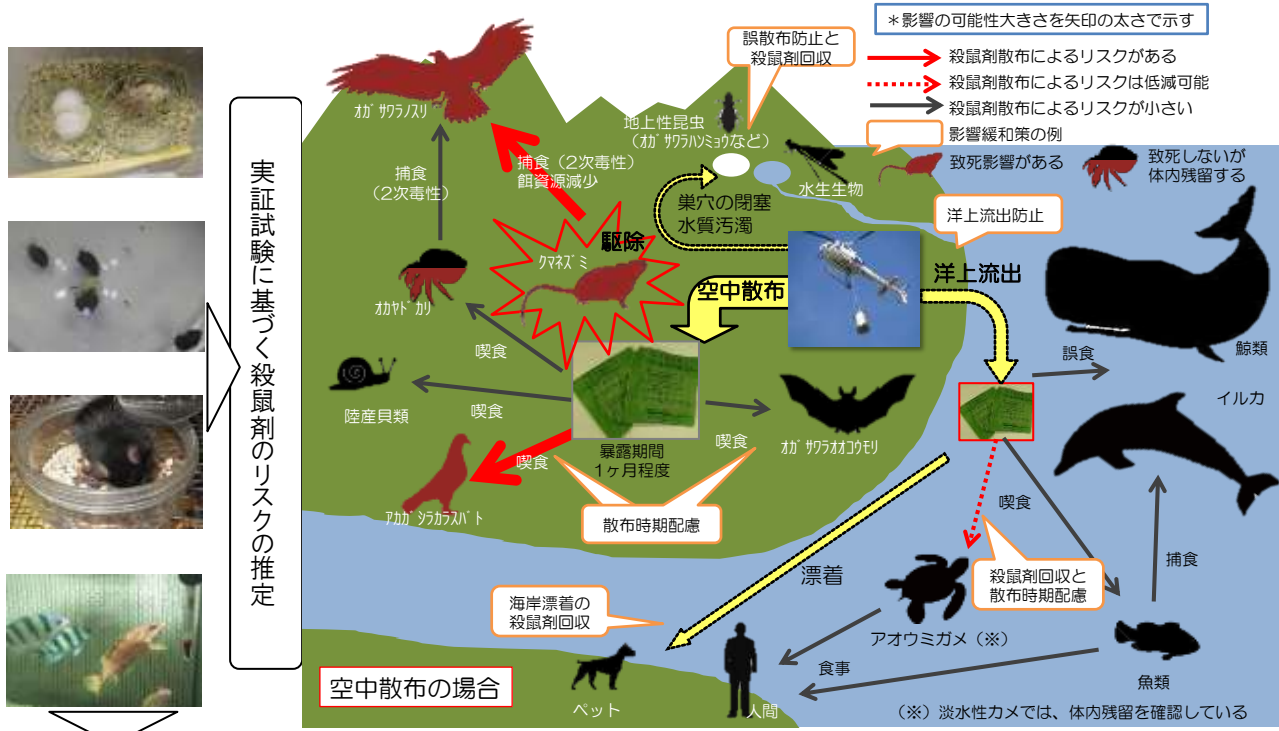 実証試験に基づく殺鼠剤のリスクの推定
＊影響の可能性大きさを矢印の太さで示す
殺鼠剤散布によるリスクがある
殺鼠剤散布によるリスクは低減可能
殺鼠剤散布によるリスクが小さい
影響緩和策の例
致死影響がある
致死しないが
体内残留する
誤散布防止と
殺鼠剤回収
ｵｶﾞｻﾜﾗﾉｽﾘ
地上性昆虫
（ｵｶﾞｻﾜﾗﾊﾝﾐｮｳなど）
捕食
（2次毒性）
捕食（2次毒性）
餌資源減少
水生生物
巣穴の閉塞
水質汚濁
洋上流出防止
駆除
ｸﾏﾈｽﾞﾐ
空中散布
洋上流出
ｵｶﾔﾄﾞｶﾘ
喫食
誤食
鯨類
陸産貝類
喫食
イルカ
暴露期間
1ヶ月程度
喫食
喫食
ｵｶﾞｻﾜﾗｵｵｺｳﾓﾘ
ｱｶｶﾞｼﾗｶﾗｽﾊﾞﾄ
散布時期配慮
喫食
捕食
漂着
殺鼠剤回収と
散布時期配慮
海岸漂着の
殺鼠剤回収
アオウミガメ（※）
食事
魚類
空中散布の場合
ペット
人間
（※）淡水性カメでは、体内残留を確認している